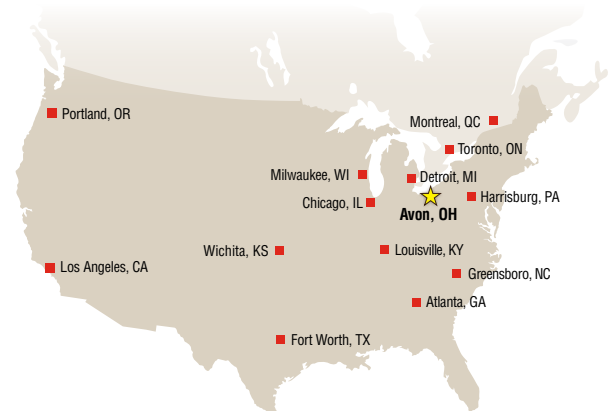 Portland, OR
Montreal, QC
Toronto, ON
Milwaukee, WI
Detroit, MI
Chicago, IL
Harrisburg, PA
Avon, OH
Wichita, KS
Louisville, KY
Los Angeles, CA
Greensboro, NC
Atlanta, GA
Fort Worth, TX